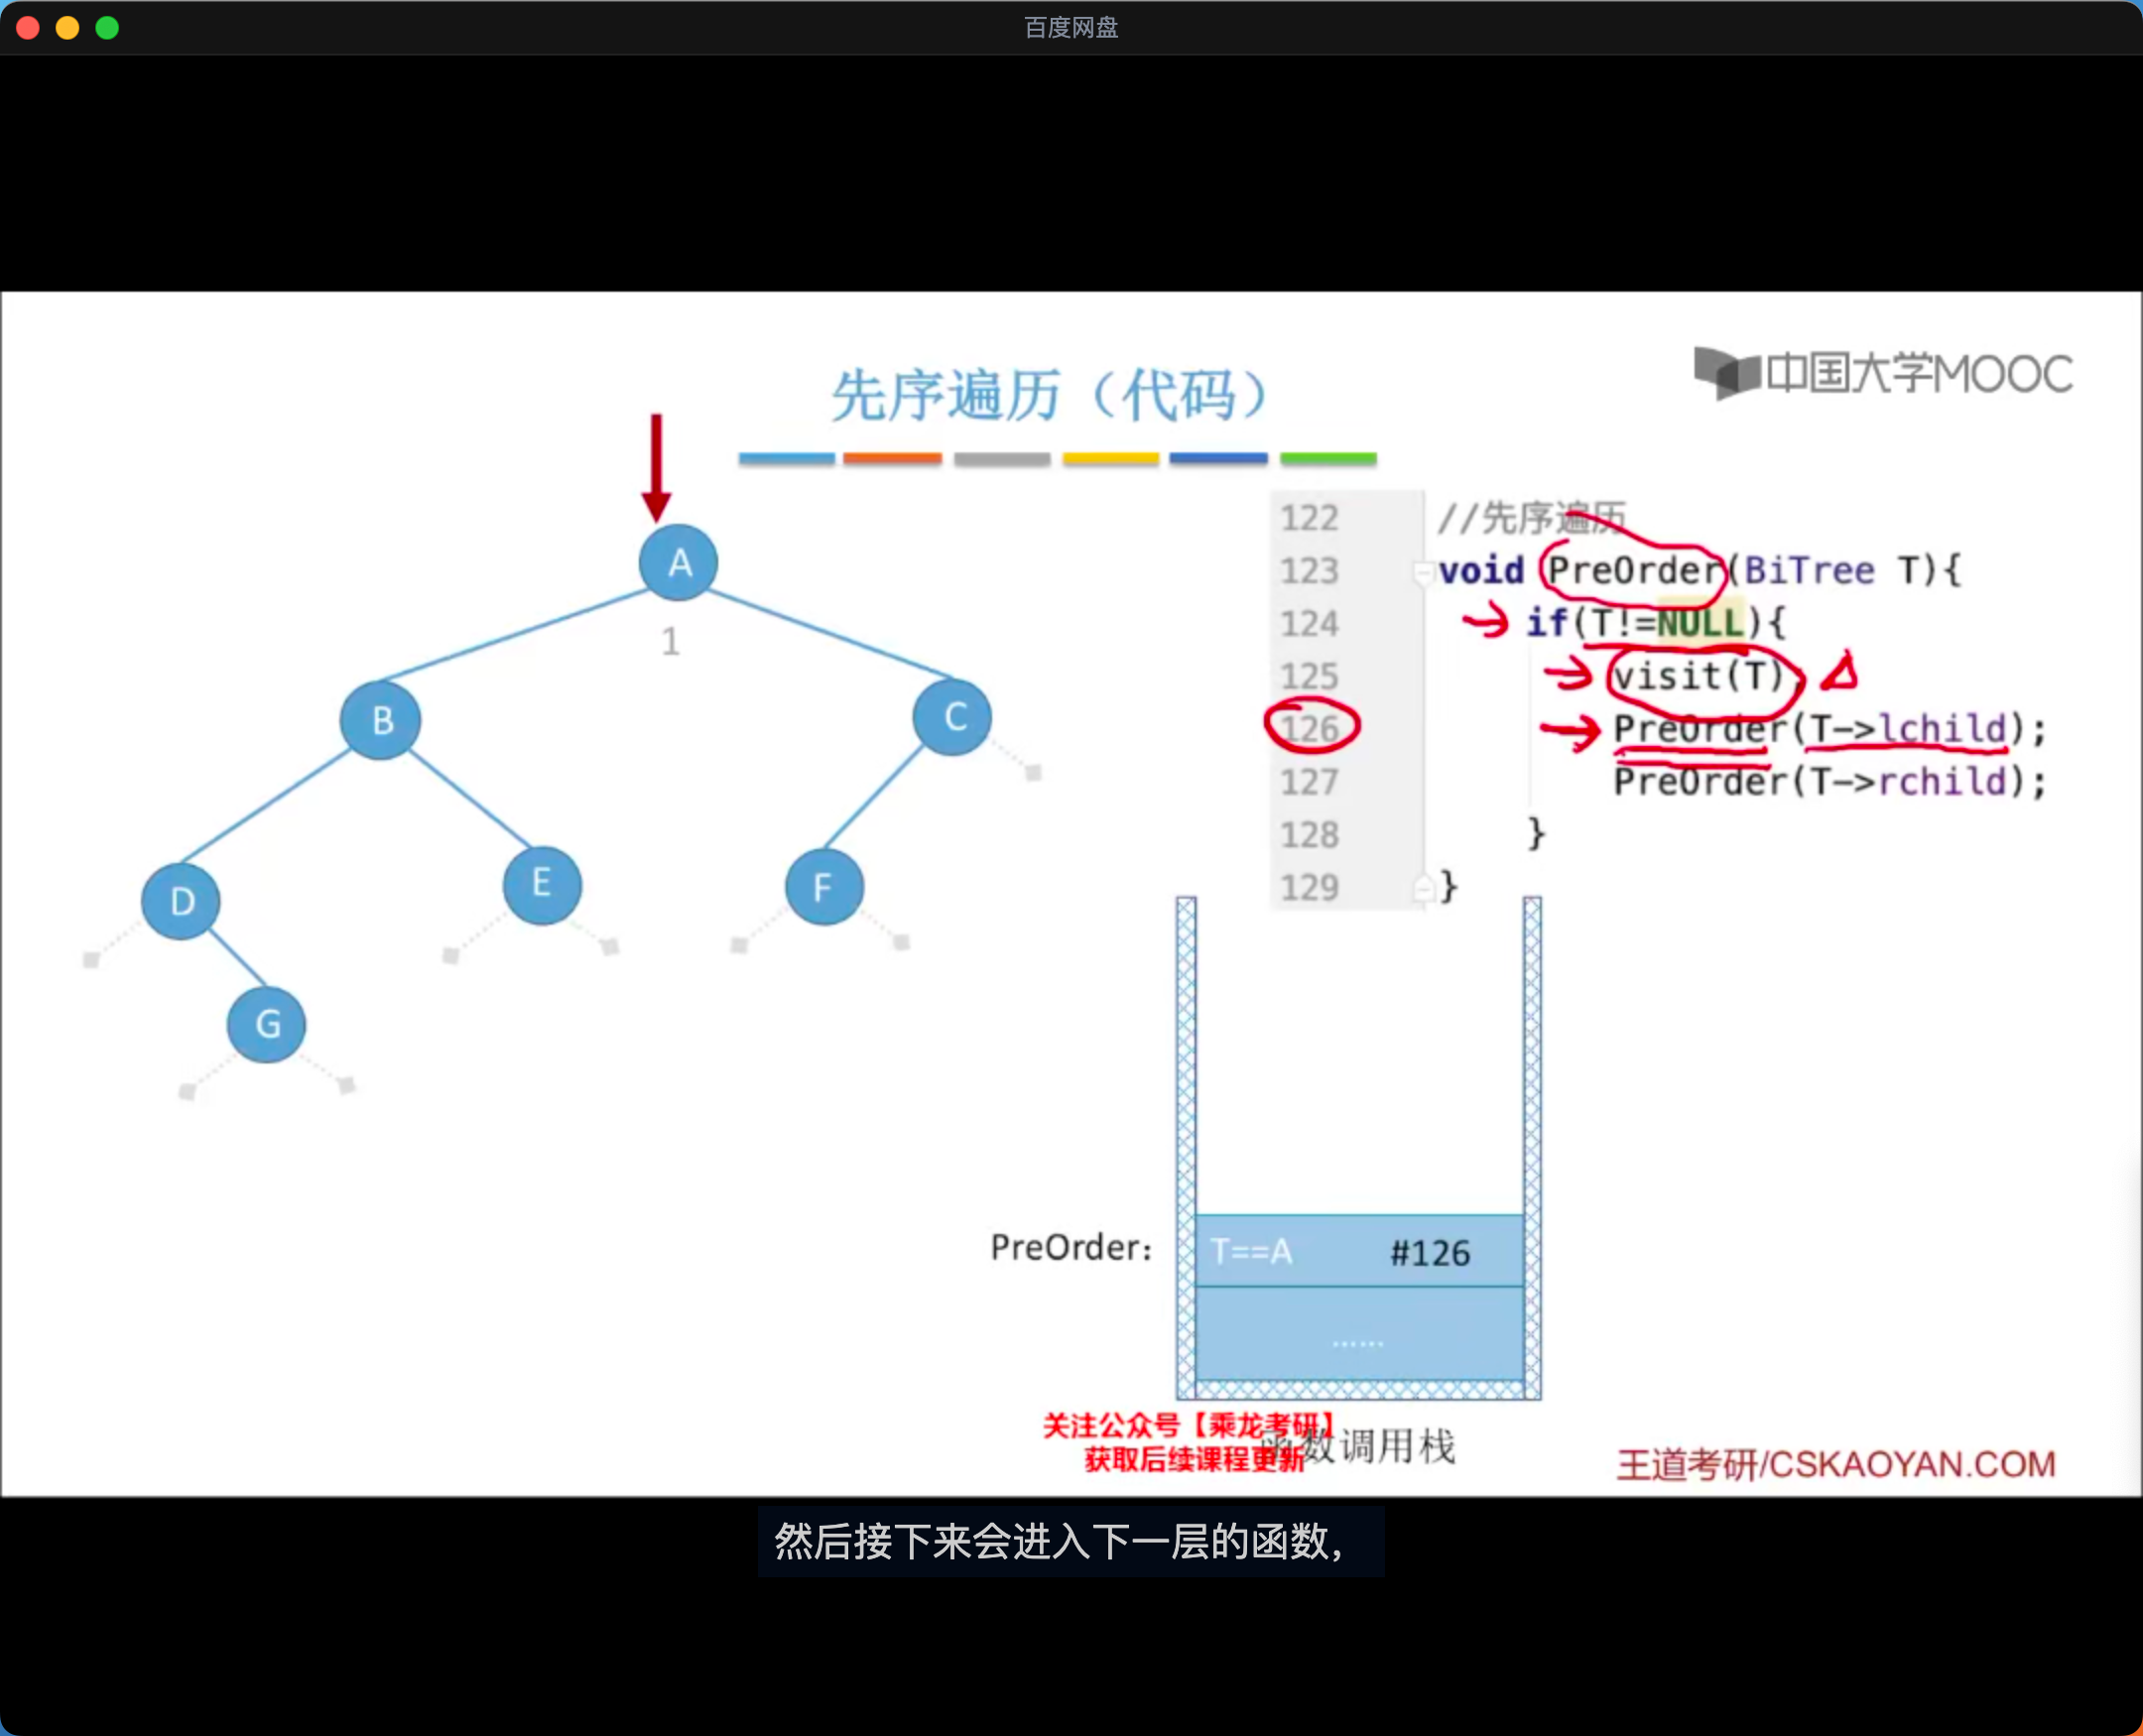 百度网盘
先序遍历（代码）
中国大学MOOC
A
1
B
C
D
E
F
G
122 //先序遍历
123 void PreOrder(BiTree T){
124 if(T!=NULL){
125 visit(T);
126 PreOrder(T->lchild);
127 PreOrder(T->rchild);
128 }
129 }
PreOrder: T==A #126
......
函数调用栈
关注公众号【乘龙考研】
获取后续课程更新
王道考研/CSKAOYAN.COM
然后接下来会进入下一层的函数,